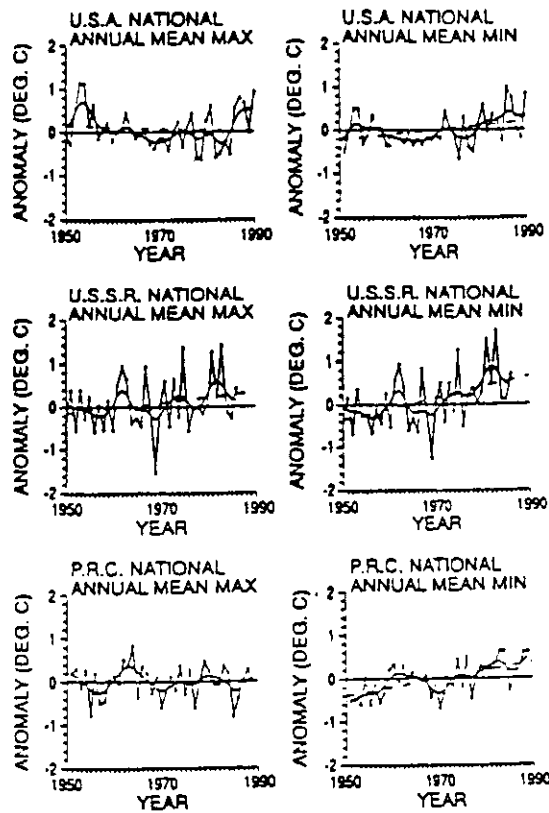 U.S.A. NATIONAL
ANNUAL MEAN MAX
ANOMALY (DEG. C)
2
1
0
-1
-2
1950
1970
1990
YEAR
U.S.A. NATIONAL
ANNUAL MEAN MIN
ANOMALY (DEG. C)
2
1
0
-1
-2
1950
1970
1990
YEAR
U.S.S.R. NATIONAL
ANNUAL MEAN MAX
ANOMALY (DEG. C)
2
1
0
-1
-2
1950
1970
1990
YEAR
U.S.S.R. NATIONAL
ANNUAL MEAN MIN
ANOMALY (DEG. C)
2
1
0
-1
-2
1950
1970
1990
YEAR
P.R.C. NATIONAL
ANNUAL MEAN MAX
ANOMALY (DEG. C)
2
1
0
-1
-2
1950
1970
1990
YEAR
P.R.C. NATIONAL
ANNUAL MEAN MIN
ANOMALY (DEG. C)
2
1
0
-1
-2
1950
1970
1990
YEAR